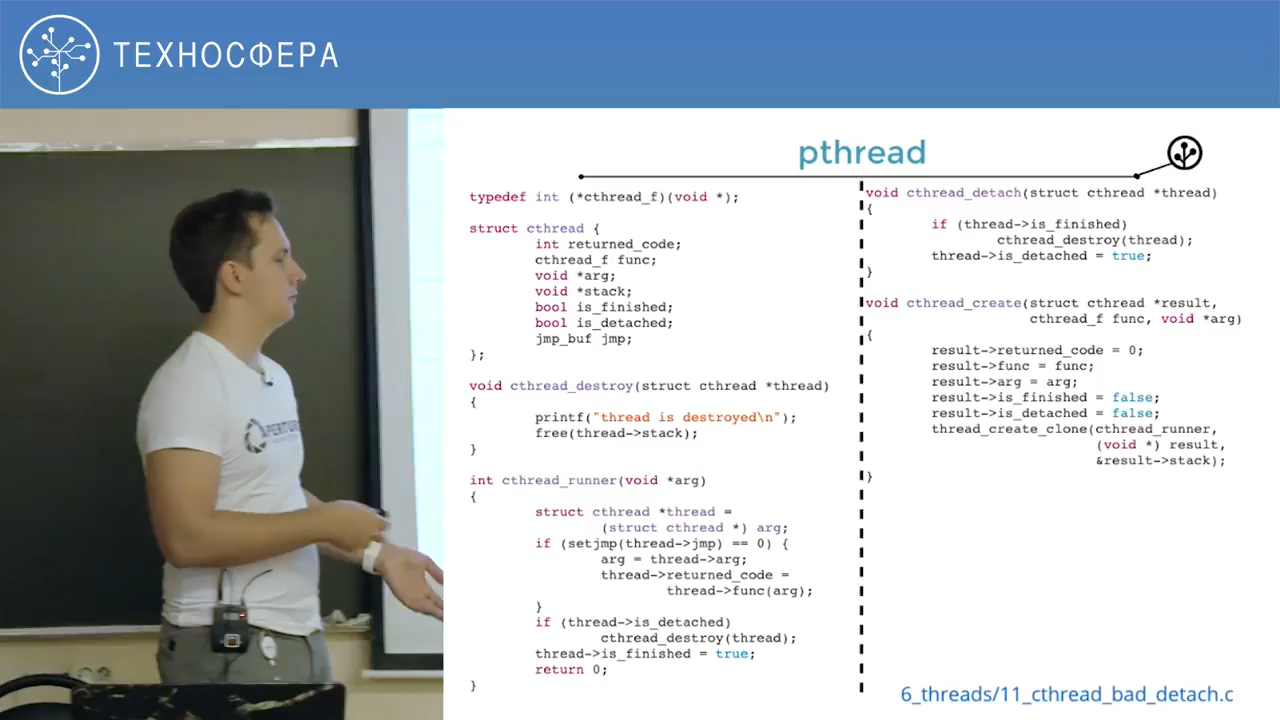 ТЕХНОСФЕРА
pthread
typedef int (*cthread_f)(void *);
struct cthread {
int returned_code;
cthread_f func;
void *arg;
void *stack;
bool is_finished;
bool is_detached;
jmp_buf jmp;
};
void cthread_destroy(struct cthread *thread)
{
printf("thread is destroyed\n");
free(thread->stack);
}
int cthread_runner(void *arg)
{
struct cthread *thread =
(struct cthread *) arg;
if (setjmp(thread->jmp) == 0) {
arg = thread->arg;
thread->returned_code =
thread->func(arg);
}
if (thread->is_detached)
cthread_destroy(thread);
thread->is_finished = true;
return 0;
}
void cthread_detach(struct cthread *thread)
{
if (thread->is_finished)
cthread_destroy(thread);
thread->is_detached = true;
}
void cthread_create(struct cthread *result,
cthread_f func, void *arg)
{
result->returned_code = 0;
result->func = func;
result->arg = arg;
result->is_finished = false;
result->is_detached = false;
thread_create_clone(cthread_runner,
(void *) result,
&result->stack);
}
6_threads/11_cthread_bad_detach.c